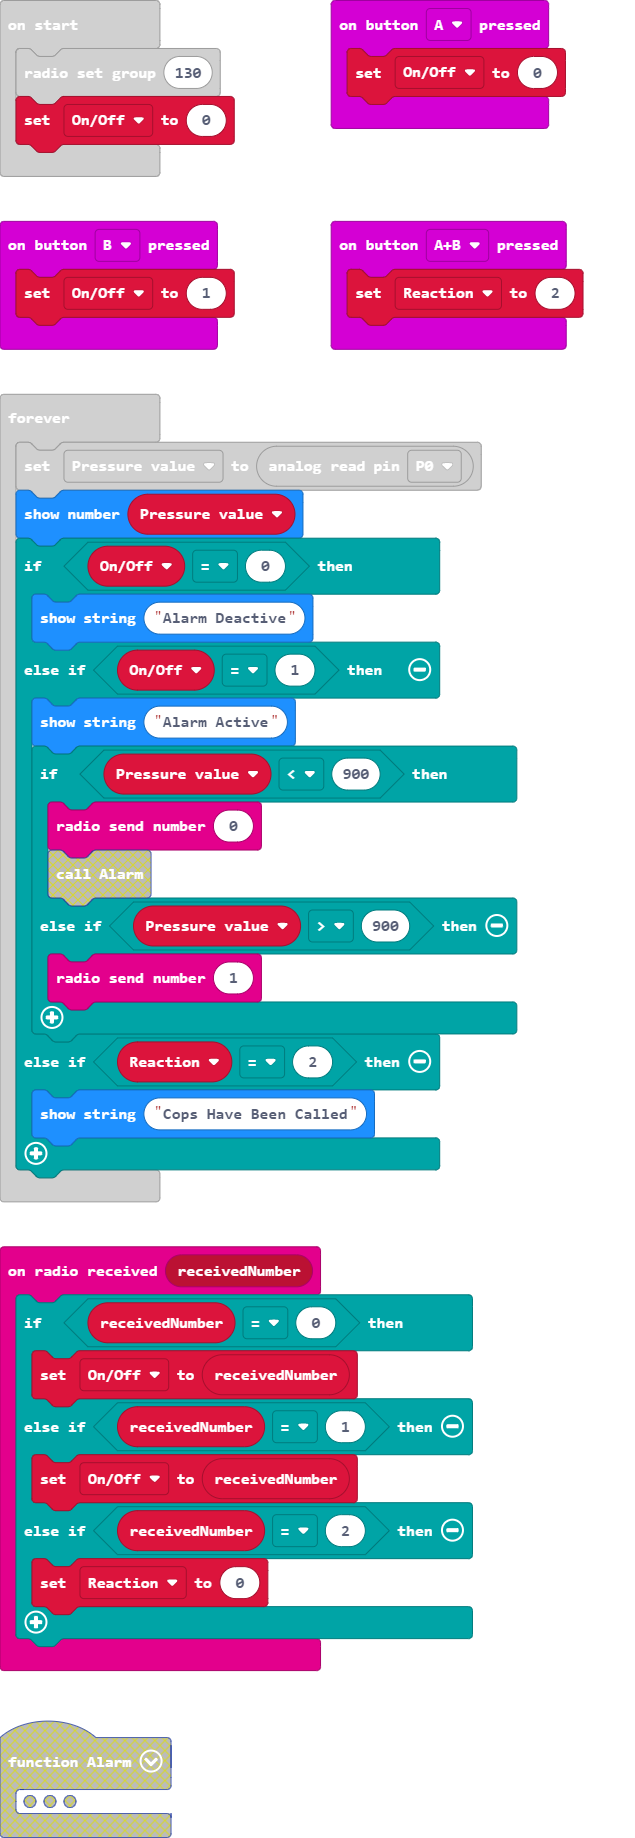 on start
radio set group 130
set On/Off to 0
on button A pressed
set On/Off to 0
on button B pressed
set On/Off to 1
on button A+B pressed
set Reaction to 2
forever
set Pressure value to analog read pin P0
show number Pressure value
if On/Off = 0 then
show string "Alarm Deactive"
else if On/Off = 1 then
show string "Alarm Active"
if Pressure value < 900 then
radio send number 0
call Alarm
else if Pressure value > 900 then
radio send number 1
else if Reaction = 2 then
show string "Cops Have Been Called"
on radio received receivedNumber
if receivedNumber = 0 then
set On/Off to receivedNumber
else if receivedNumber = 1 then
set On/Off to receivedNumber
else if receivedNumber = 2 then
set Reaction to 0
function Alarm